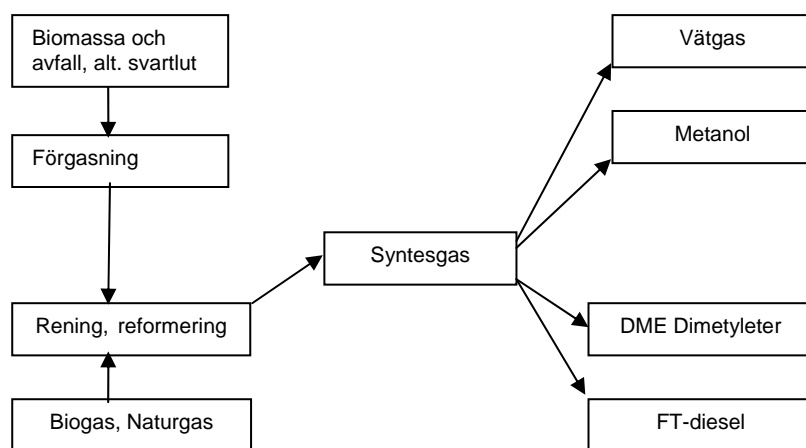 Biomassa och
avfall, alt. svartlut
Förgasning
Rening, reformering
Biogas, Naturgas
Syntesgas
Vätgas
Metanol
DME Dimetyleter
FT-diesel